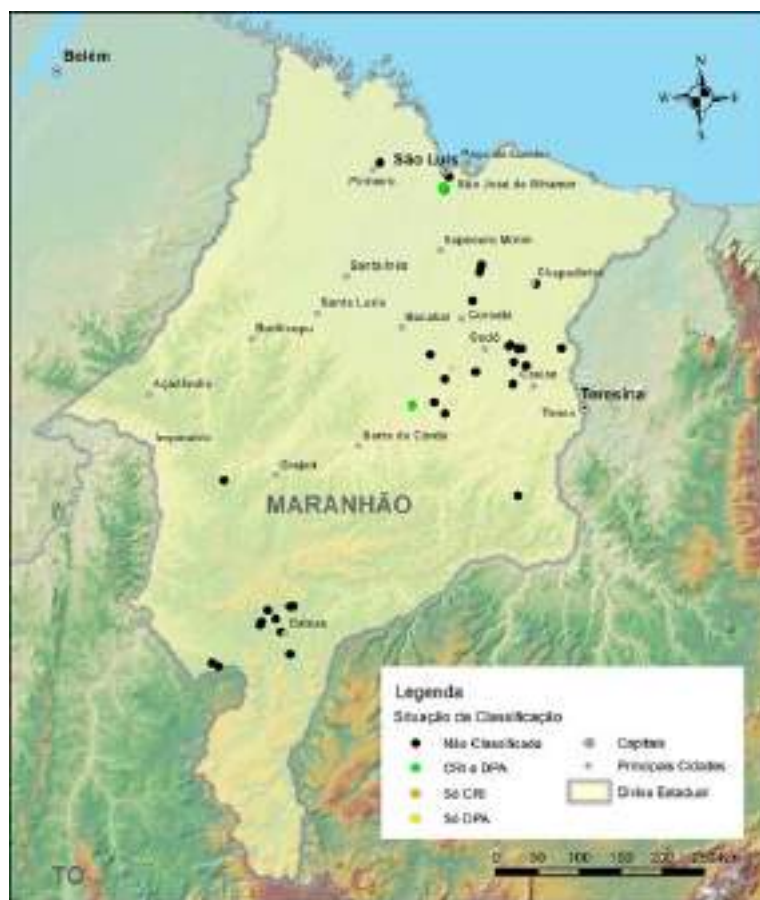 Belém
N
W
E
S
São Luís
Pinheiro
São José de Ribamar
Itapecuru Mirim
Santa Inês
Chapadinha
Santa Luzia
Bacabal
Coroatá
Buriticupu
Codó
Açailândia
Caxias
Teresina
Timon
Imperatriz
Barra do Corda
Grajaú
MARANHÃO
Balsas
Legenda
Situação da Classificação
Não Classificada
Capitais
CRI e DPA
Principais Cidades
Só CRI
Divisa Estadual
Só DPA
TO
0 50 100 150 200